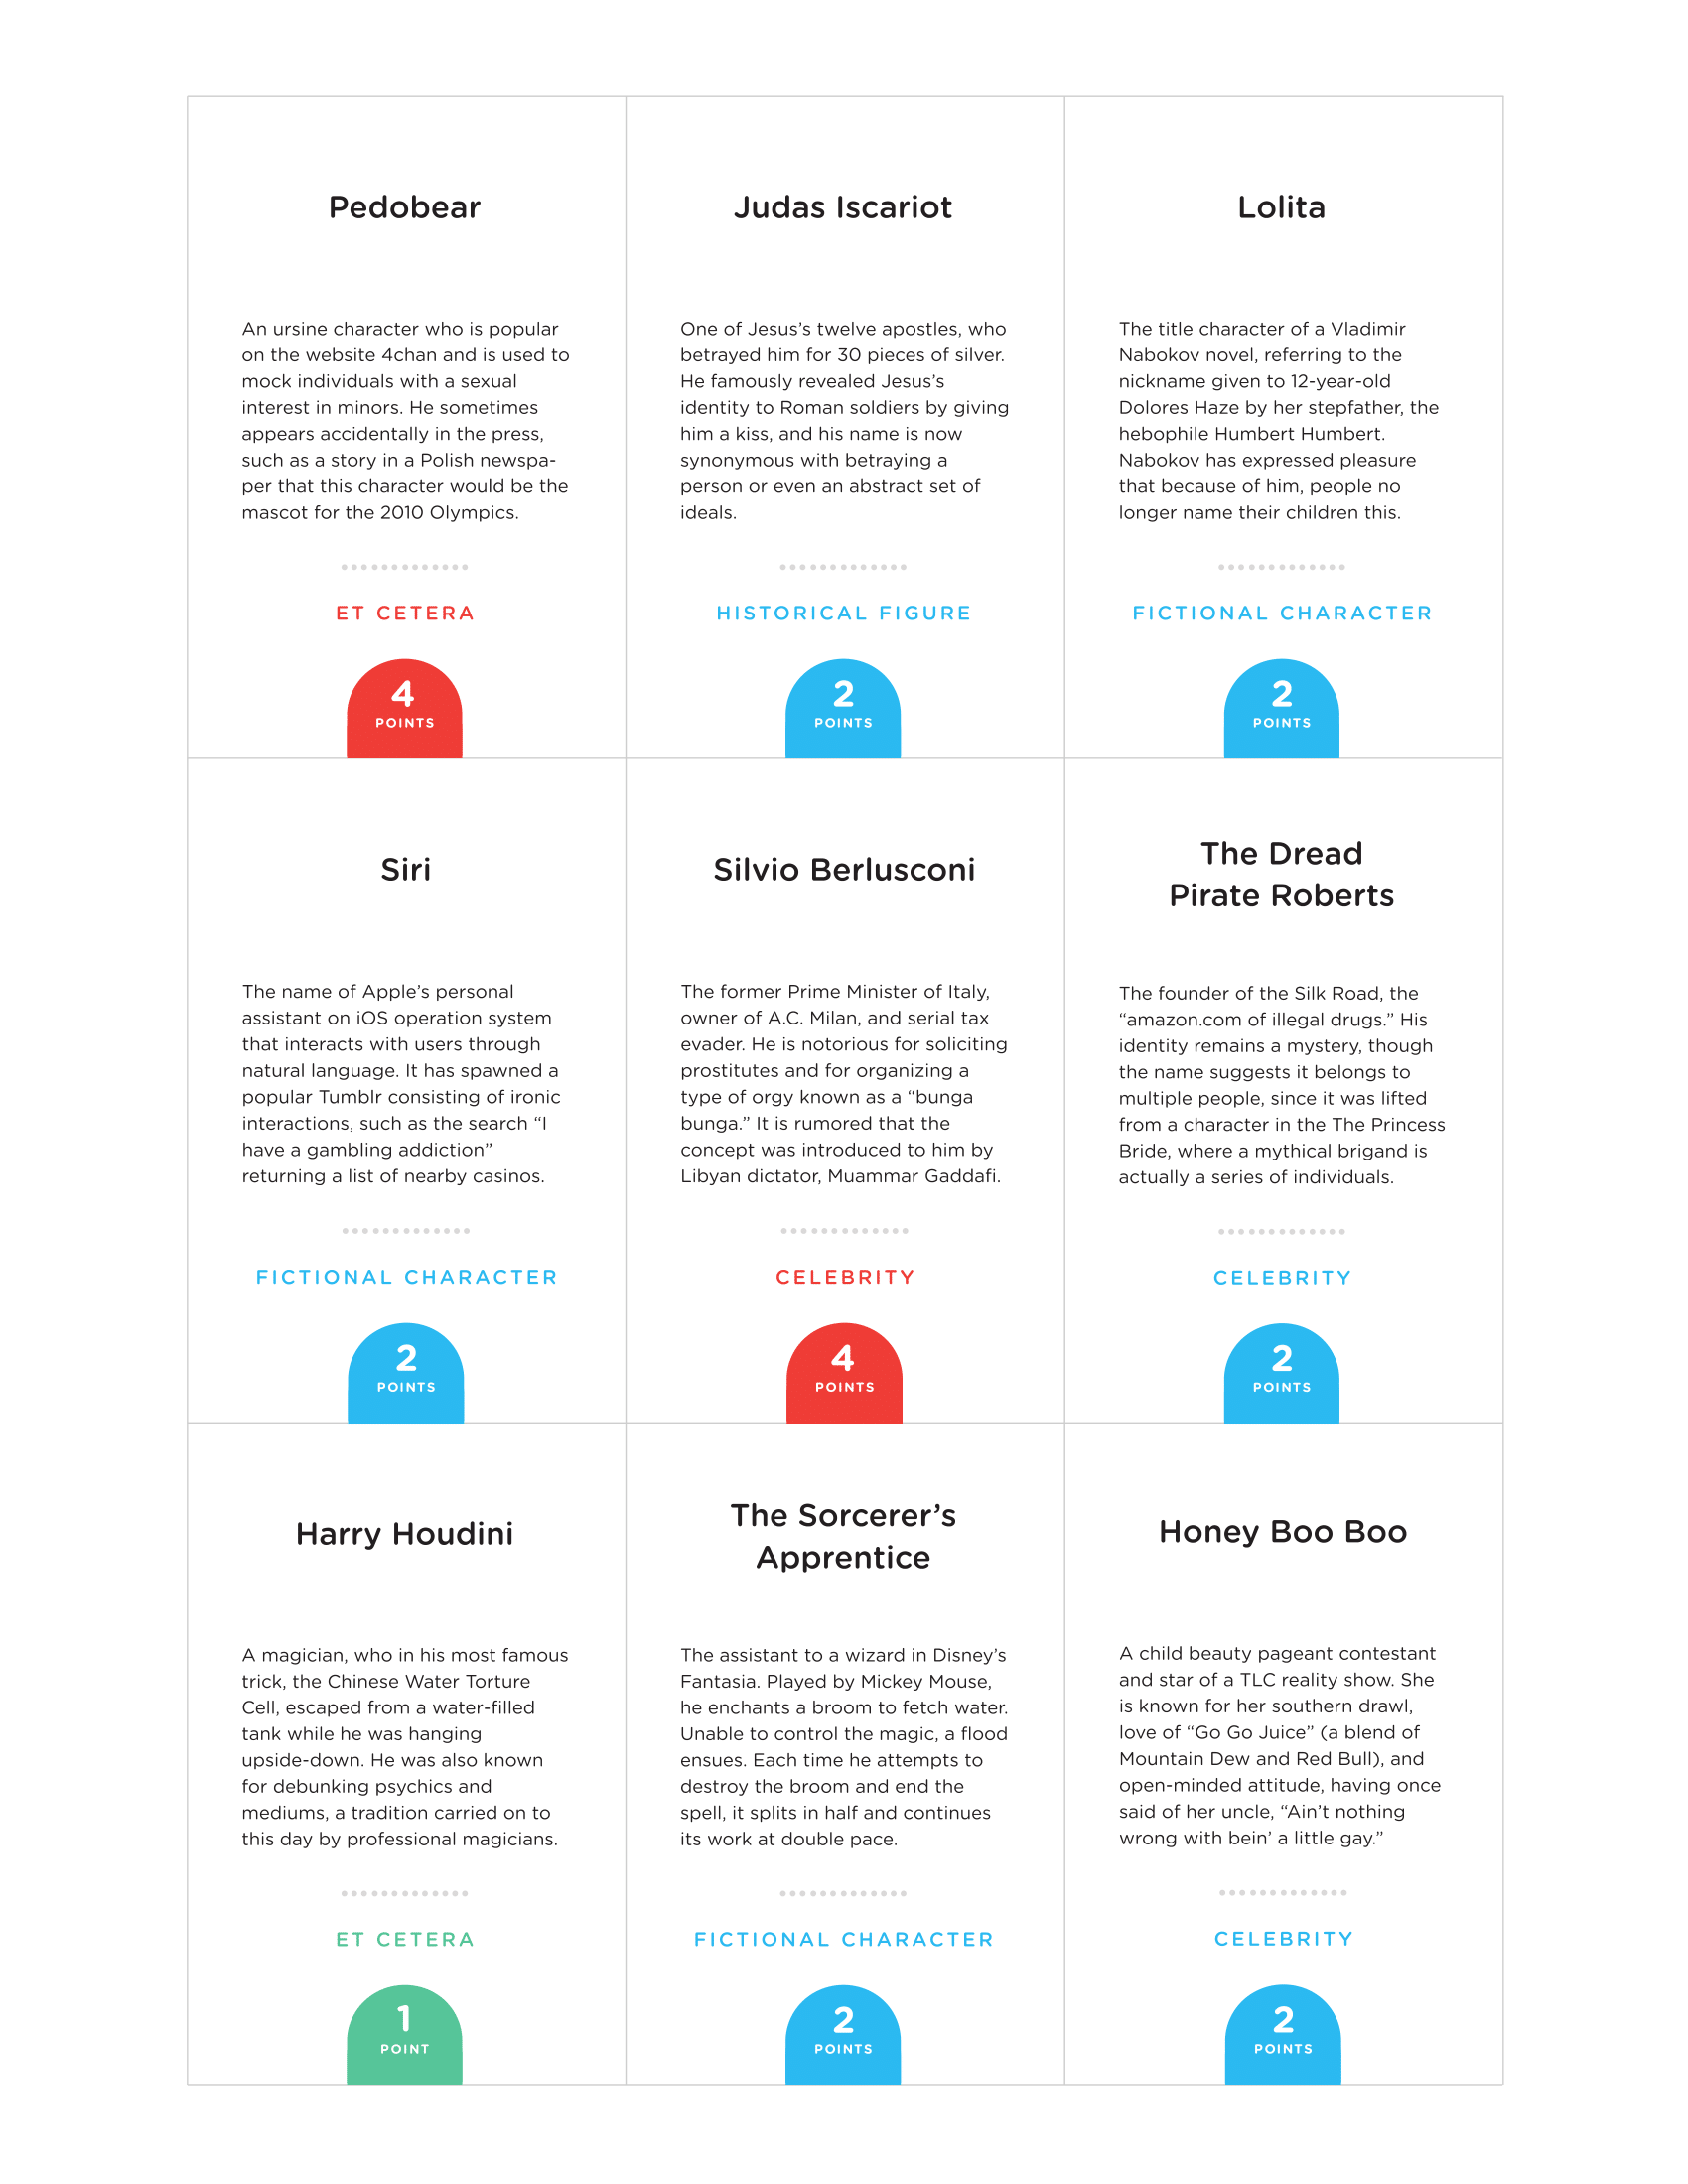 Pedobear
An ursine character who is popular
on the website 4chan and is used to
mock individuals with a sexual
interest in minors. He sometimes
appears accidentally in the press,
such as a story in a Polish newspa-
per that this character would be the
mascot for the 2010 Olympics.
ET CETERA
4
POINTS
Judas Iscariot
One of Jesus’s twelve apostles, who
betrayed him for 30 pieces of silver.
He famously revealed Jesus’s
identity to Roman soldiers by giving
him a kiss, and his name is now
synonymous with betraying a
person or even an abstract set of
ideals.
HISTORICAL FIGURE
2
POINTS
Lolita
The title character of a Vladimir
Nabokov novel, referring to the
nickname given to 12-year-old
Dolores Haze by her stepfather, the
hebophile Humbert Humbert.
Nabokov has expressed pleasure
that because of him, people no
longer name their children this.
FICTIONAL CHARACTER
2
POINTS
Siri
The name of Apple’s personal
assistant on iOS operation system
that interacts with users through
natural language. It has spawned a
popular Tumblr consisting of ironic
interactions, such as the search “I
have a gambling addiction”
returning a list of nearby casinos.
FICTIONAL CHARACTER
2
POINTS
Silvio Berlusconi
The former Prime Minister of Italy,
owner of A.C. Milan, and serial tax
evader. He is notorious for soliciting
prostitutes and for organizing a
type of orgy known as a “bunga
bunga.” It is rumored that the
concept was introduced to him by
Libyan dictator, Muammar Gaddafi.
CELEBRITY
4
POINTS
The Dread
Pirate Roberts
The founder of the Silk Road, the
“amazon.com of illegal drugs.” His
identity remains a mystery, though
the name suggests it belongs to
multiple people, since it was lifted
from a character in the The Princess
Bride, where a mythical brigand is
actually a series of individuals.
CELEBRITY
2
POINTS
Harry Houdini
A magician, who in his most famous
trick, the Chinese Water Torture
Cell, escaped from a water-filled
tank while he was hanging
upside-down. He was also known
for debunking psychics and
mediums, a tradition carried on to
this day by professional magicians.
ET CETERA
1
POINT
The Sorcerer’s
Apprentice
The assistant to a wizard in Disney’s
Fantasia. Played by Mickey Mouse,
he enchants a broom to fetch water.
Unable to control the magic, a flood
ensues. Each time he attempts to
destroy the broom and end the
spell, it splits in half and continues
its work at double pace.
FICTIONAL CHARACTER
2
POINTS
Honey Boo Boo
A child beauty pageant contestant
and star of a TLC reality show. She
is known for her southern drawl,
love of “Go Go Juice” (a blend of
Mountain Dew and Red Bull), and
open-minded attitude, having once
said of her uncle, “Ain’t nothing
wrong with bein’ a little gay.”
CELEBRITY
2
POINTS